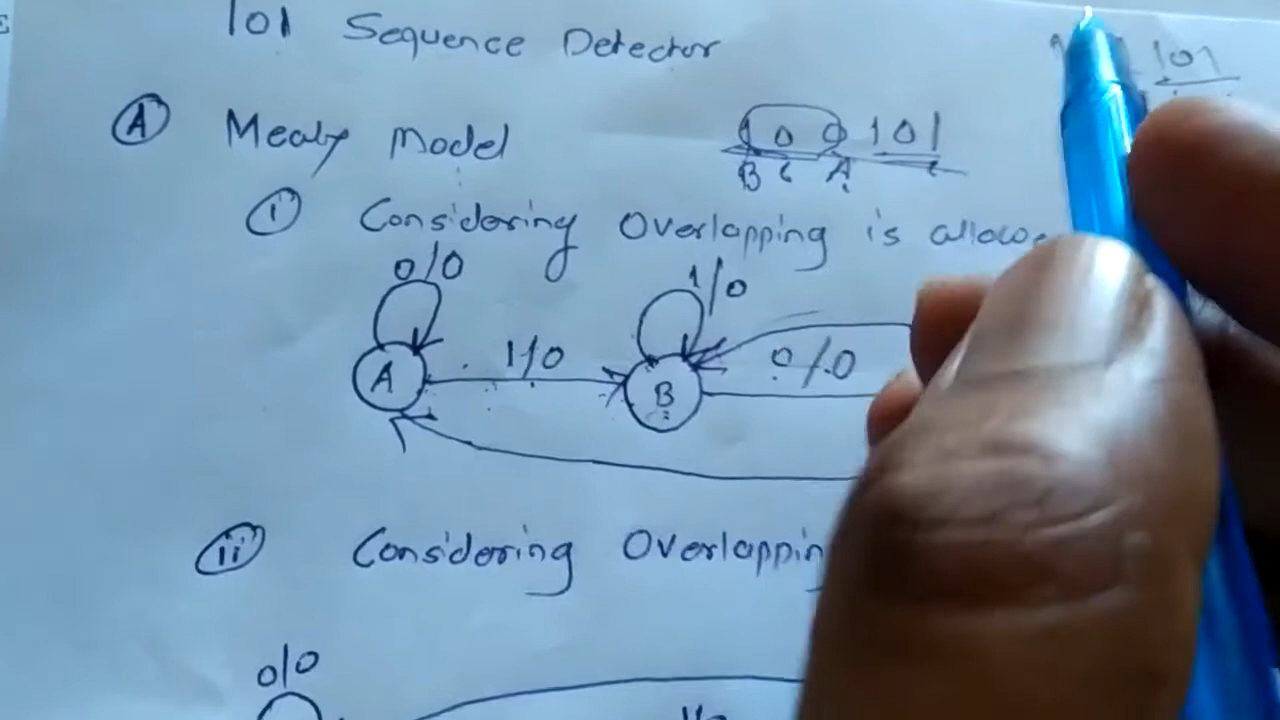 101 Sequence Detector
101
A Mealy Model
1 0 0 1 0 1
B C A
i Considering Overlapping is allowe
0/0
1/0
1/0
0/0
A
B
ii Considering Overlappin
0/0